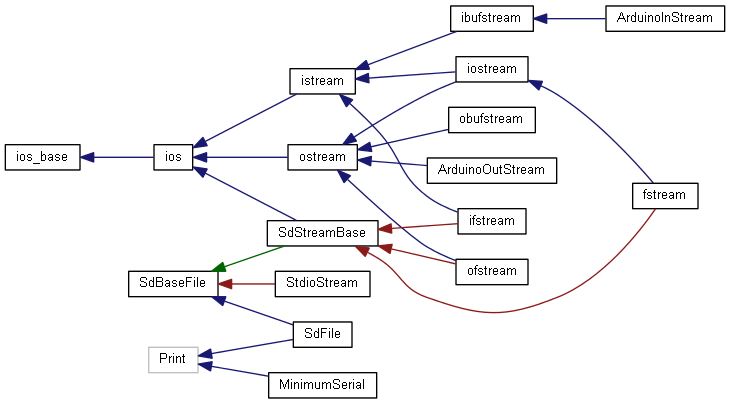 ibufstream
ArduinoInStream
istream
iostream
obufstream
ios_base
ios
ostream
ArduinoOutStream
fstream
ifstream
SdStreamBase
ofstream
SdBaseFile
StdioStream
SdFile
Print
MinimumSerial